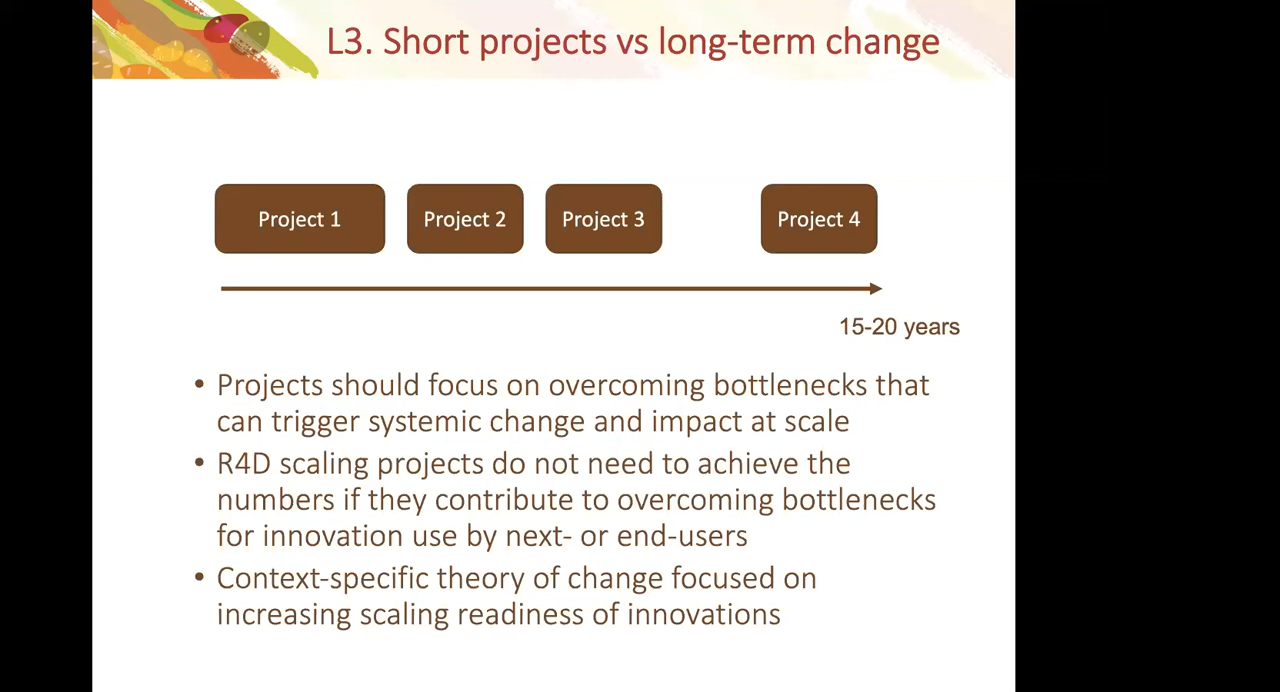 L3. Short projects vs long-term change
Project 1
Project 2
Project 3
Project 4
15-20 years
• Projects should focus on overcoming bottlenecks that
can trigger systemic change and impact at scale
• R4D scaling projects do not need to achieve the
numbers if they contribute to overcoming bottlenecks
for innovation use by next- or end-users
• Context-specific theory of change focused on
increasing scaling readiness of innovations